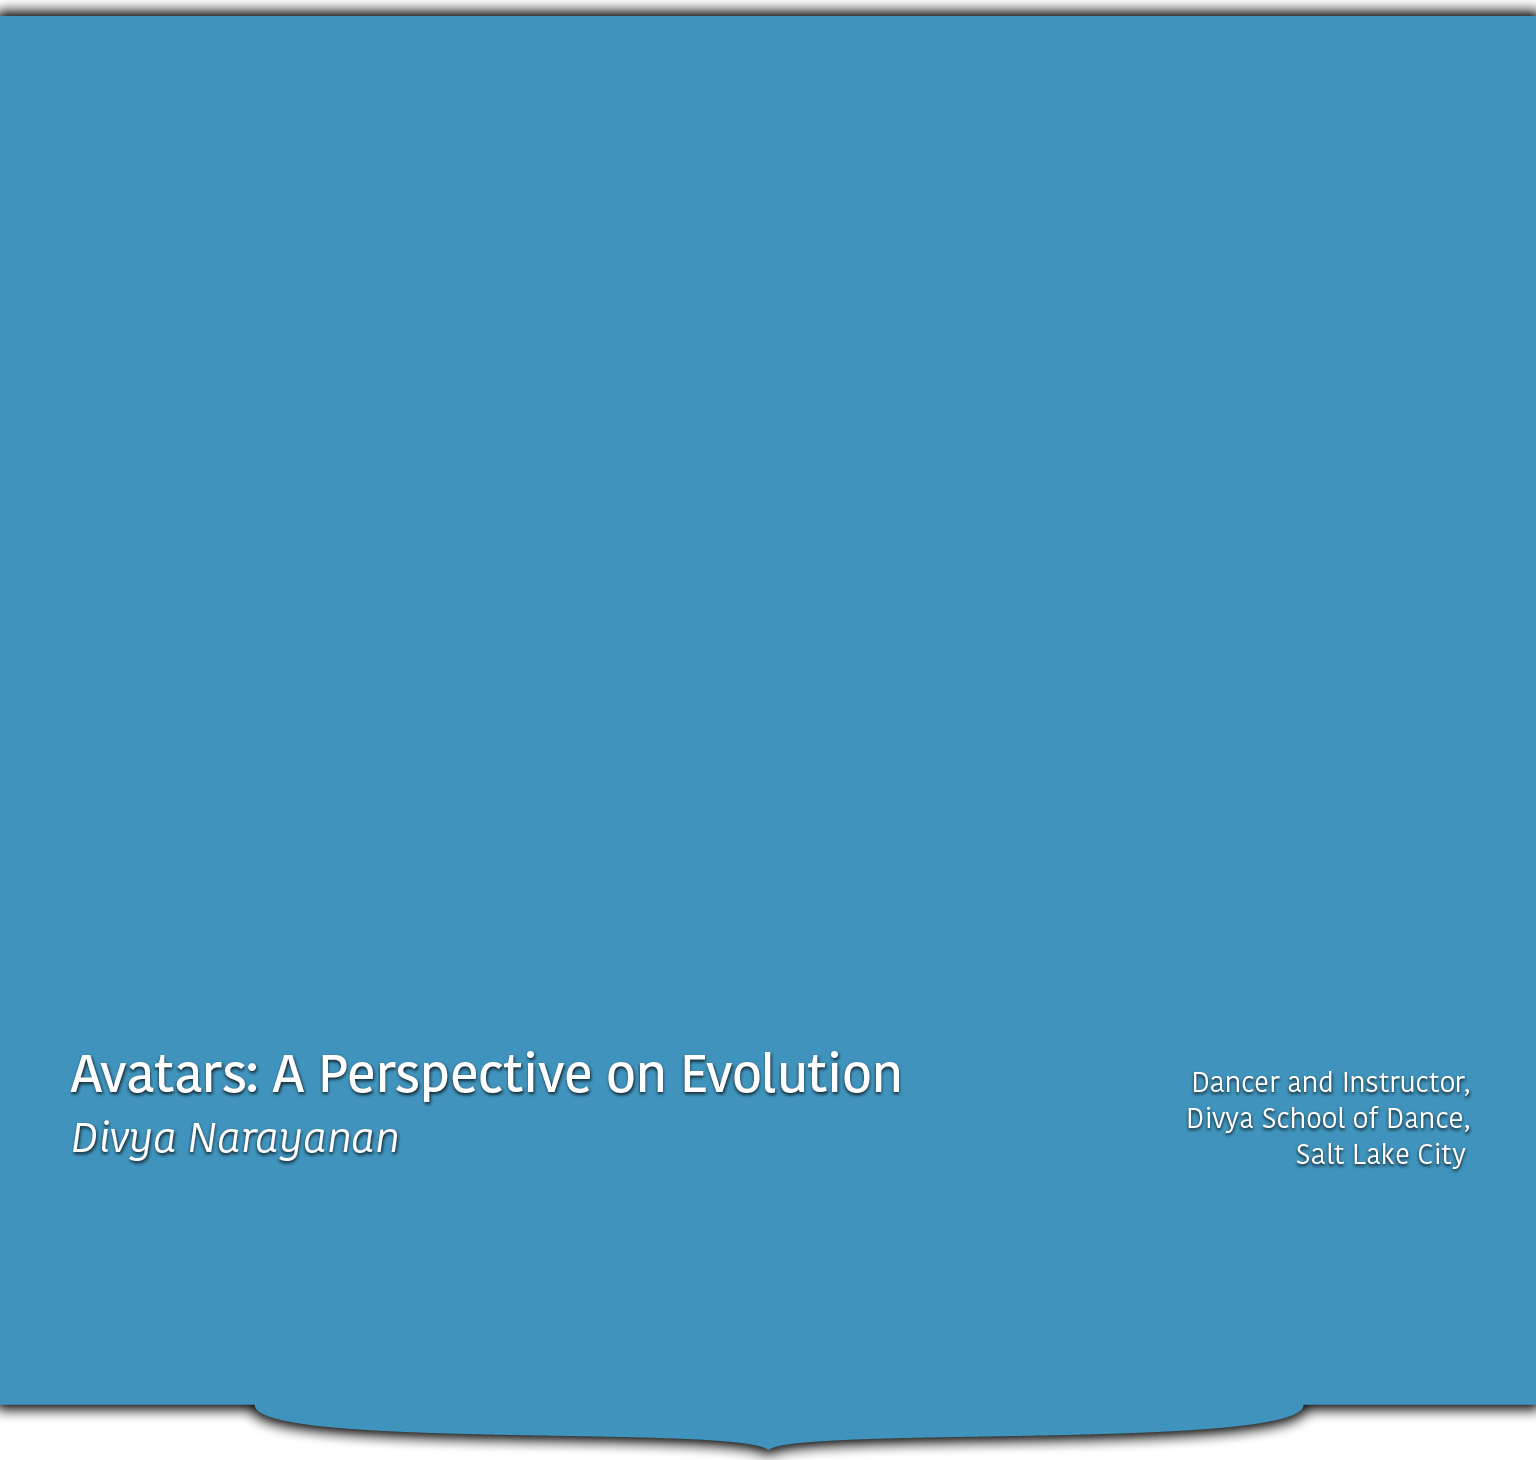 Avatars: A Perspective on Evolution
Divya Narayanan
Dancer and Instructor,
Divya School of Dance,
Salt Lake City